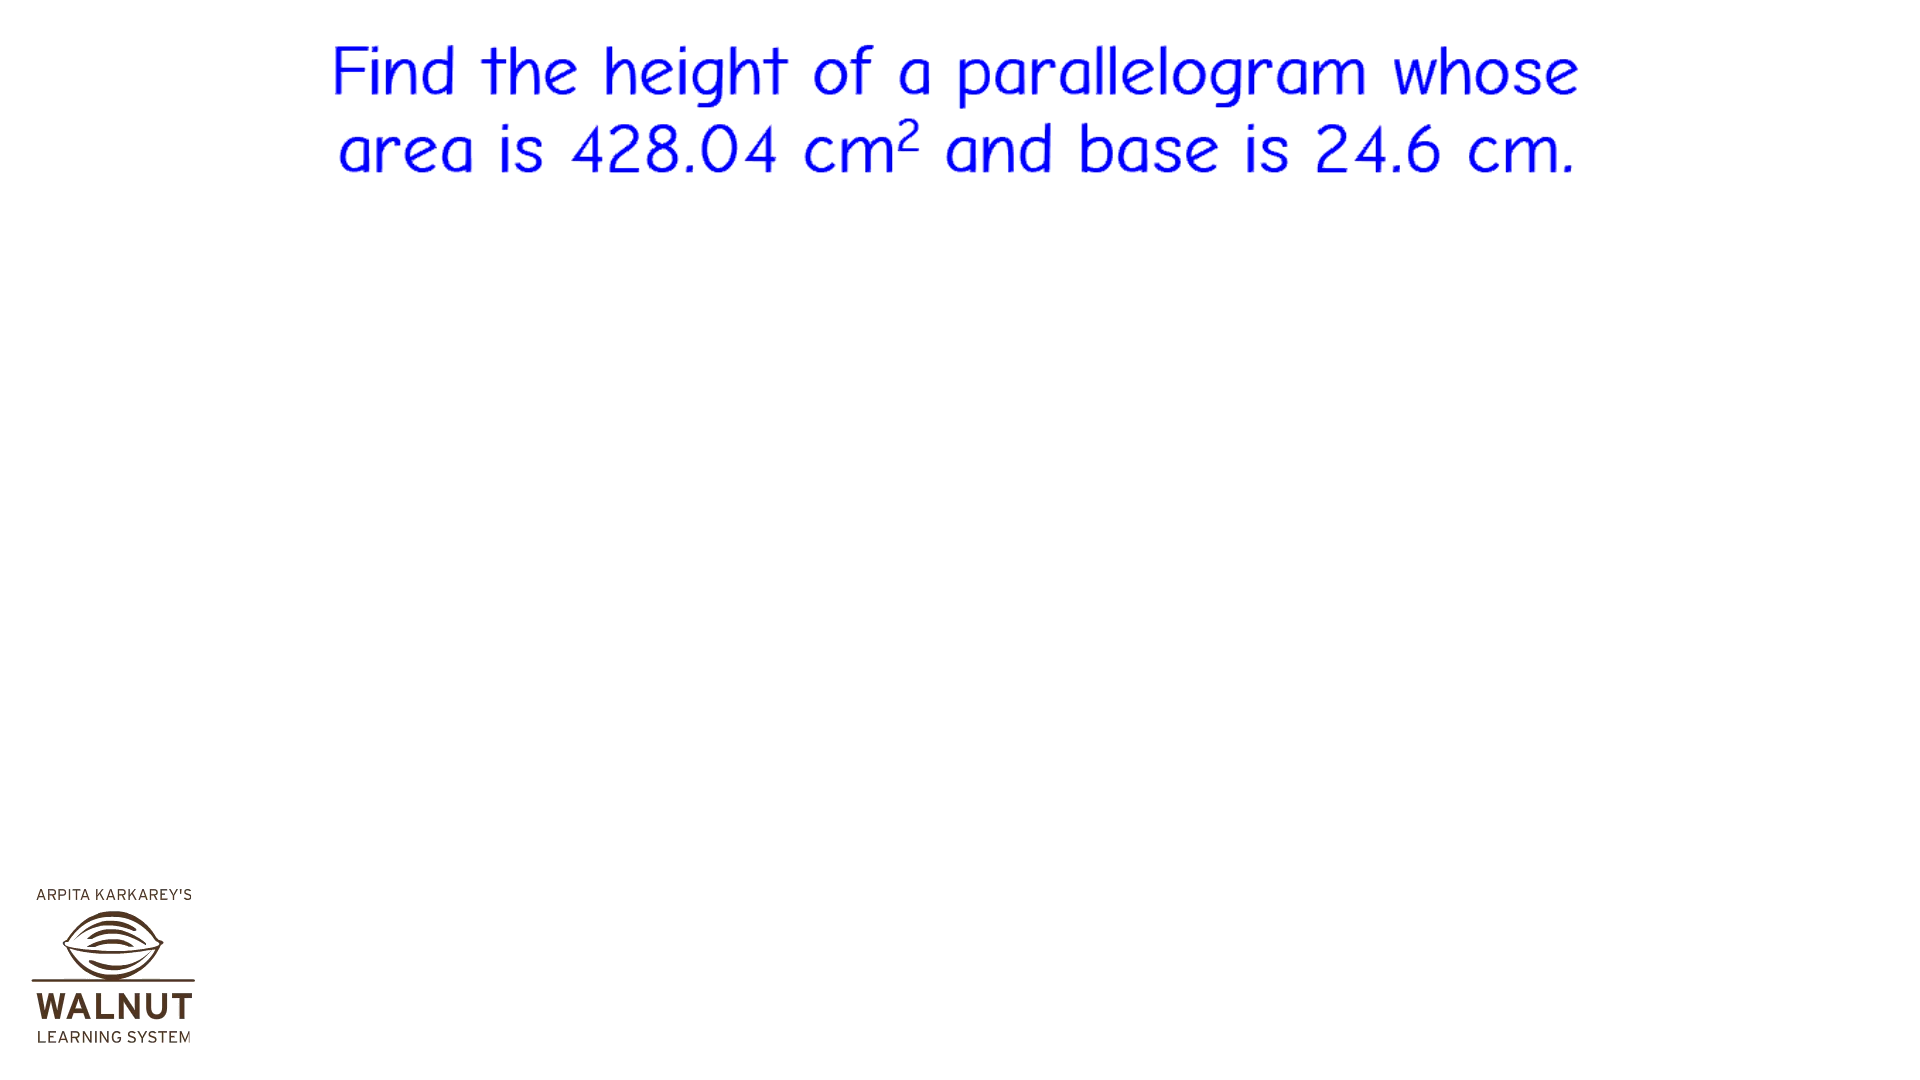 Find the height of a parallelogram whose
area is 428.04 cm² and base is 24.6 cm.
ARPITA KARKAREY'S
WALNUT
LEARNING SYSTEM